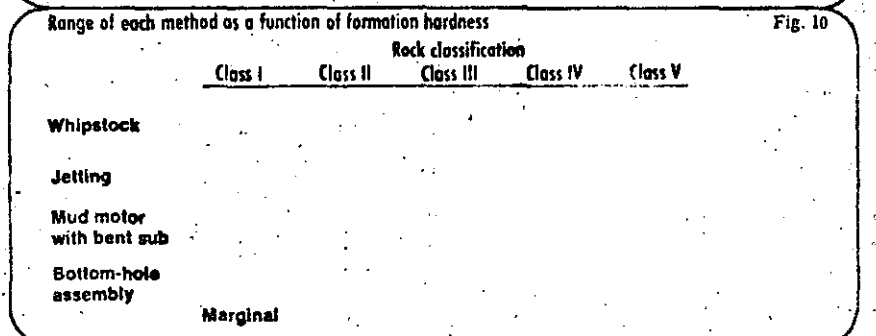 Range of each method as a function of formation hardness Fig. 10
Rock classification
Class I Class II Class III Class IV Class V
Whipstock
Jetting
Mud motor
with bent sub
Bottom-hole
assembly
Marginal